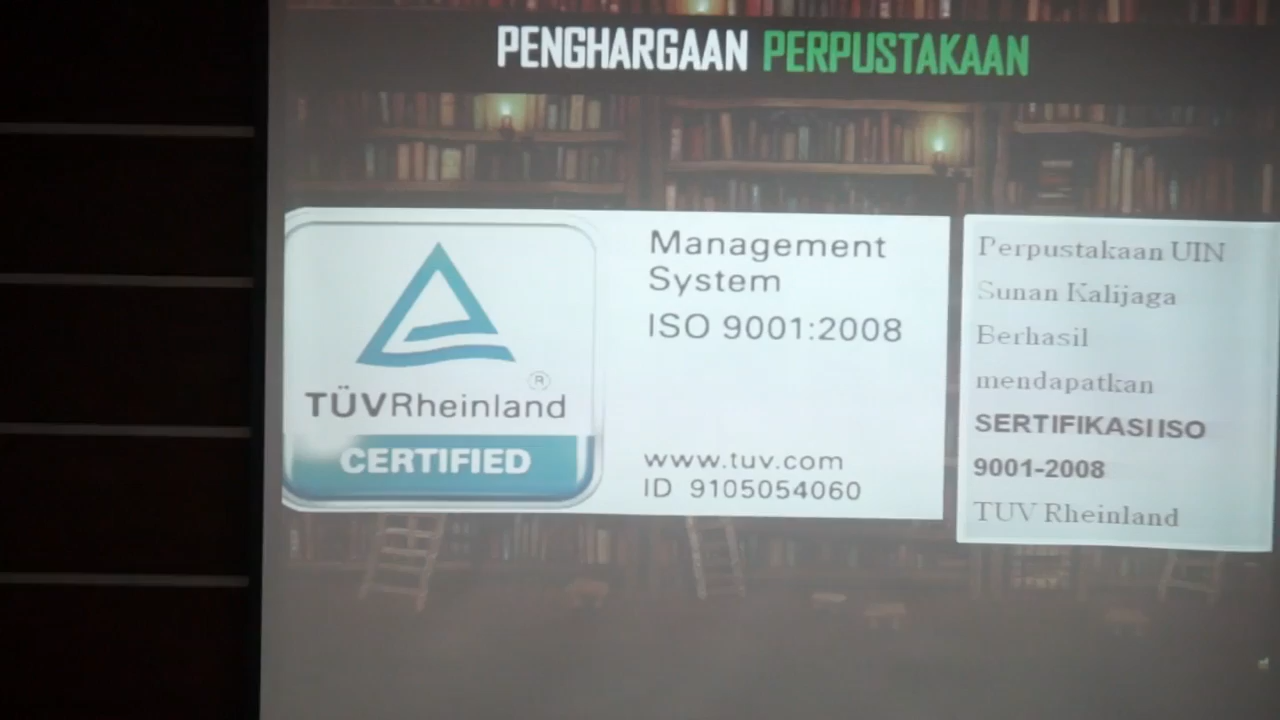 PENGHARGAAN PERPUSTAKAAN
Management
System
ISO 9001:2008
®
TÜVRheinland
CERTIFIED
www.tuv.com
ID 9105054060
Perpustakaan UIN
Sunan Kalijaga
Berhasil
mendapatkan
SERTIFIKASI ISO
9001-2008
TUV Rheinland